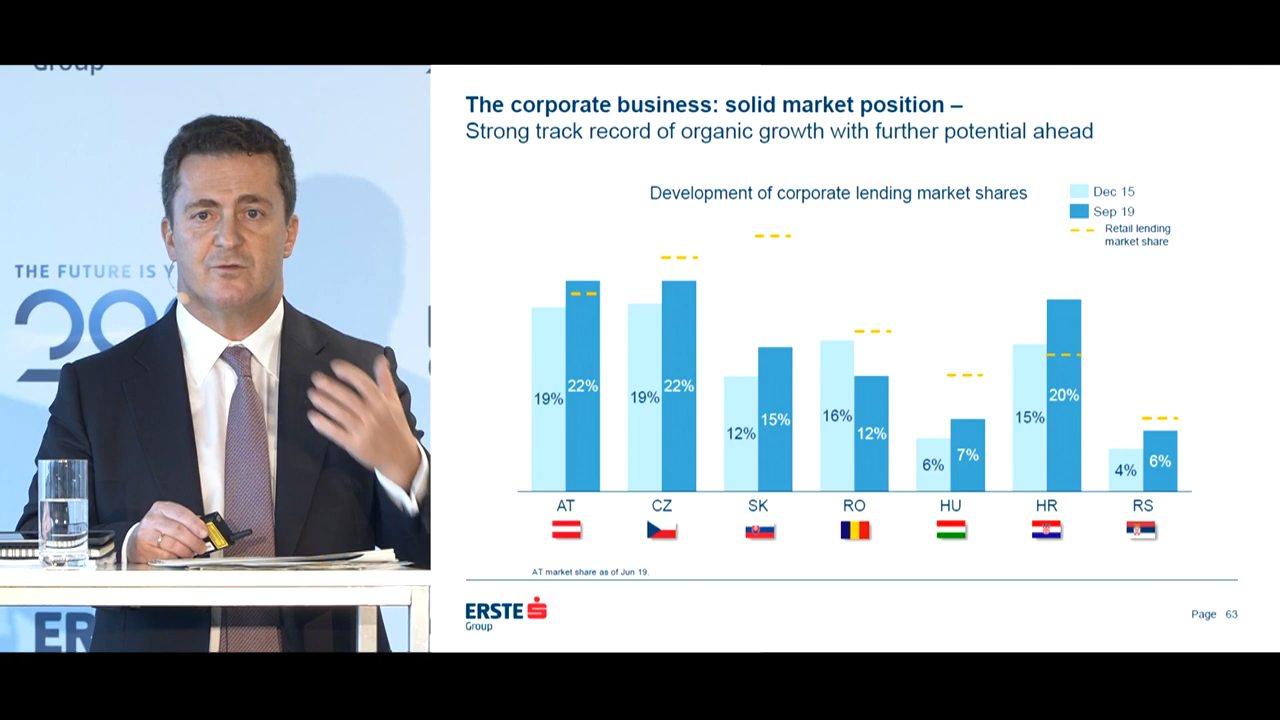 Group
THE FUTURE IS Y
ER
The corporate business: solid market position –
Strong track record of organic growth with further potential ahead
Development of corporate lending market shares
Dec 15
Sep 19
Retail lending
market share
19% 22% 19% 22% 12% 15% 16% 12% 6% 7% 15% 20% 4% 6%
AT CZ SK RO HU HR RS
AT market share as of Jun 19.
ERSTE
Group
Page 63